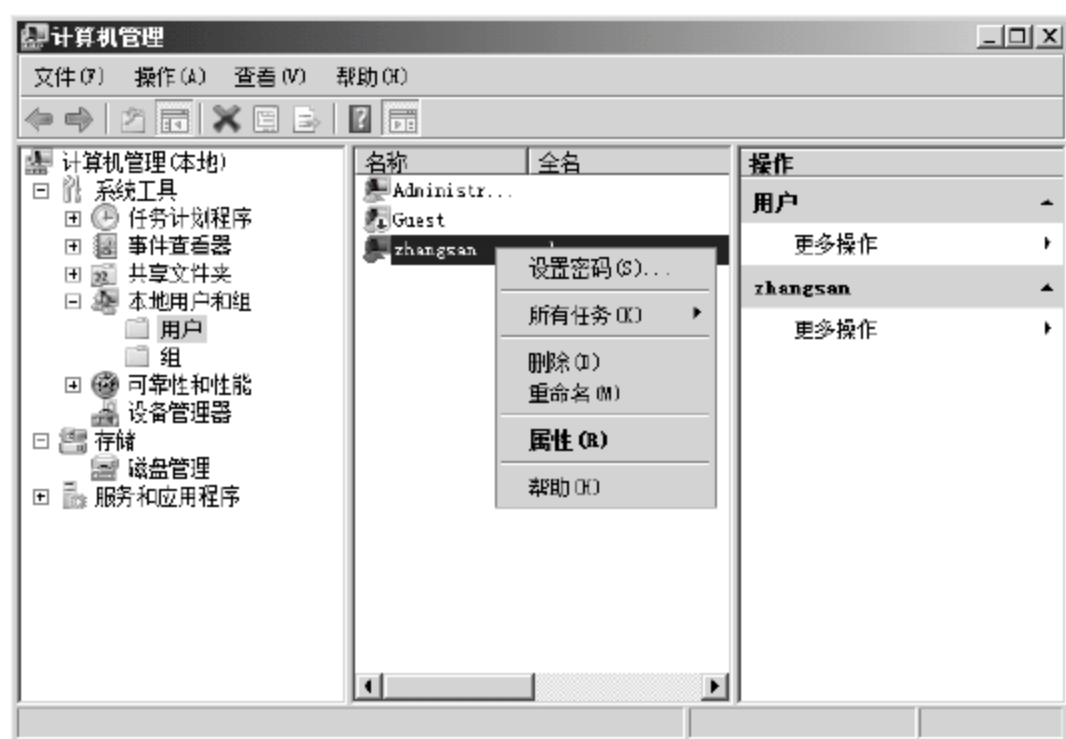 计算机管理
文件(F) 操作(A) 查看(V) 帮助(H)
计算机管理(本地)
系统工具
任务计划程序
事件查看器
共享文件夹
本地用户和组
用户
组
可靠性和性能
设备管理器
存储
磁盘管理
服务和应用程序
名称 全名
Administr...
Guest
zhangsan
设置密码(S)...
所有任务(K)
删除(D)
重命名(M)
属性(R)
帮助(H)
操作
用户
更多操作
zhangsan
更多操作